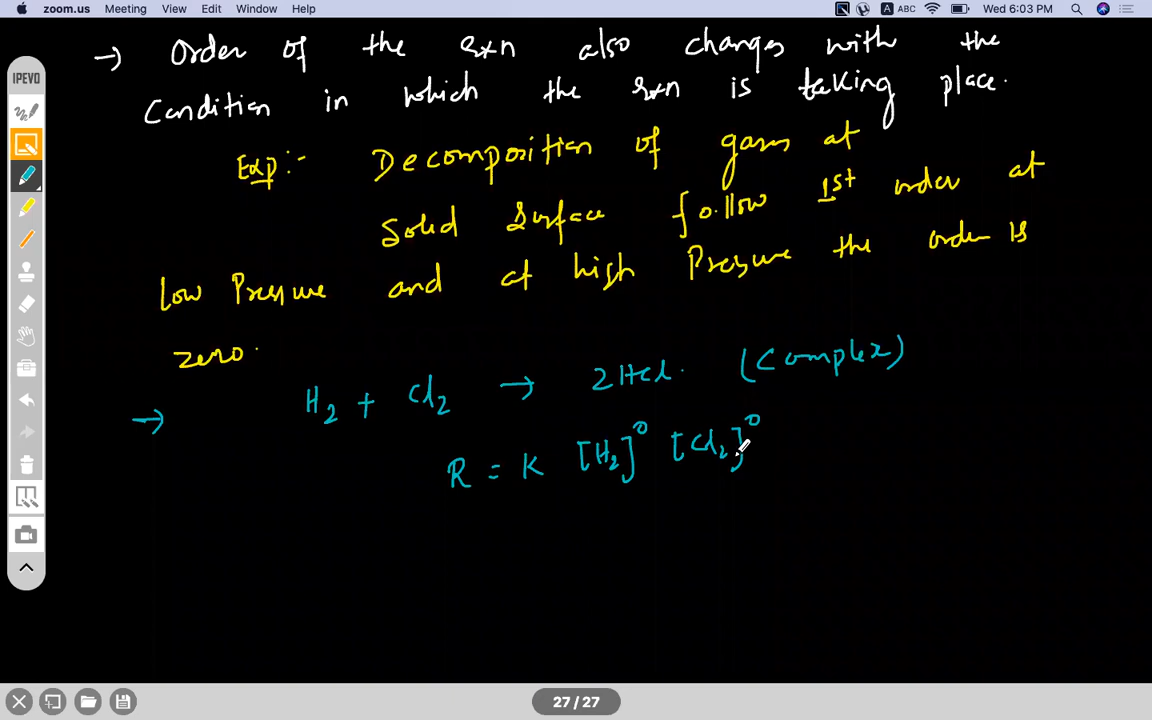 zoom.us Meeting View Edit Window Help A ABC Wed 6:03 PM
IPEVO
→ Order of the rxn also changes with the
Condition in which the rxn is taking place.
Exp:- Decomposition of gases at
Solid Surface follow 1st order at
low Pressure and at high Pressure the order is
zero.
→ H2 + Cl2 → 2HCl. (Complex)
R = K [H2]⁰ [Cl2]⁰
27/27